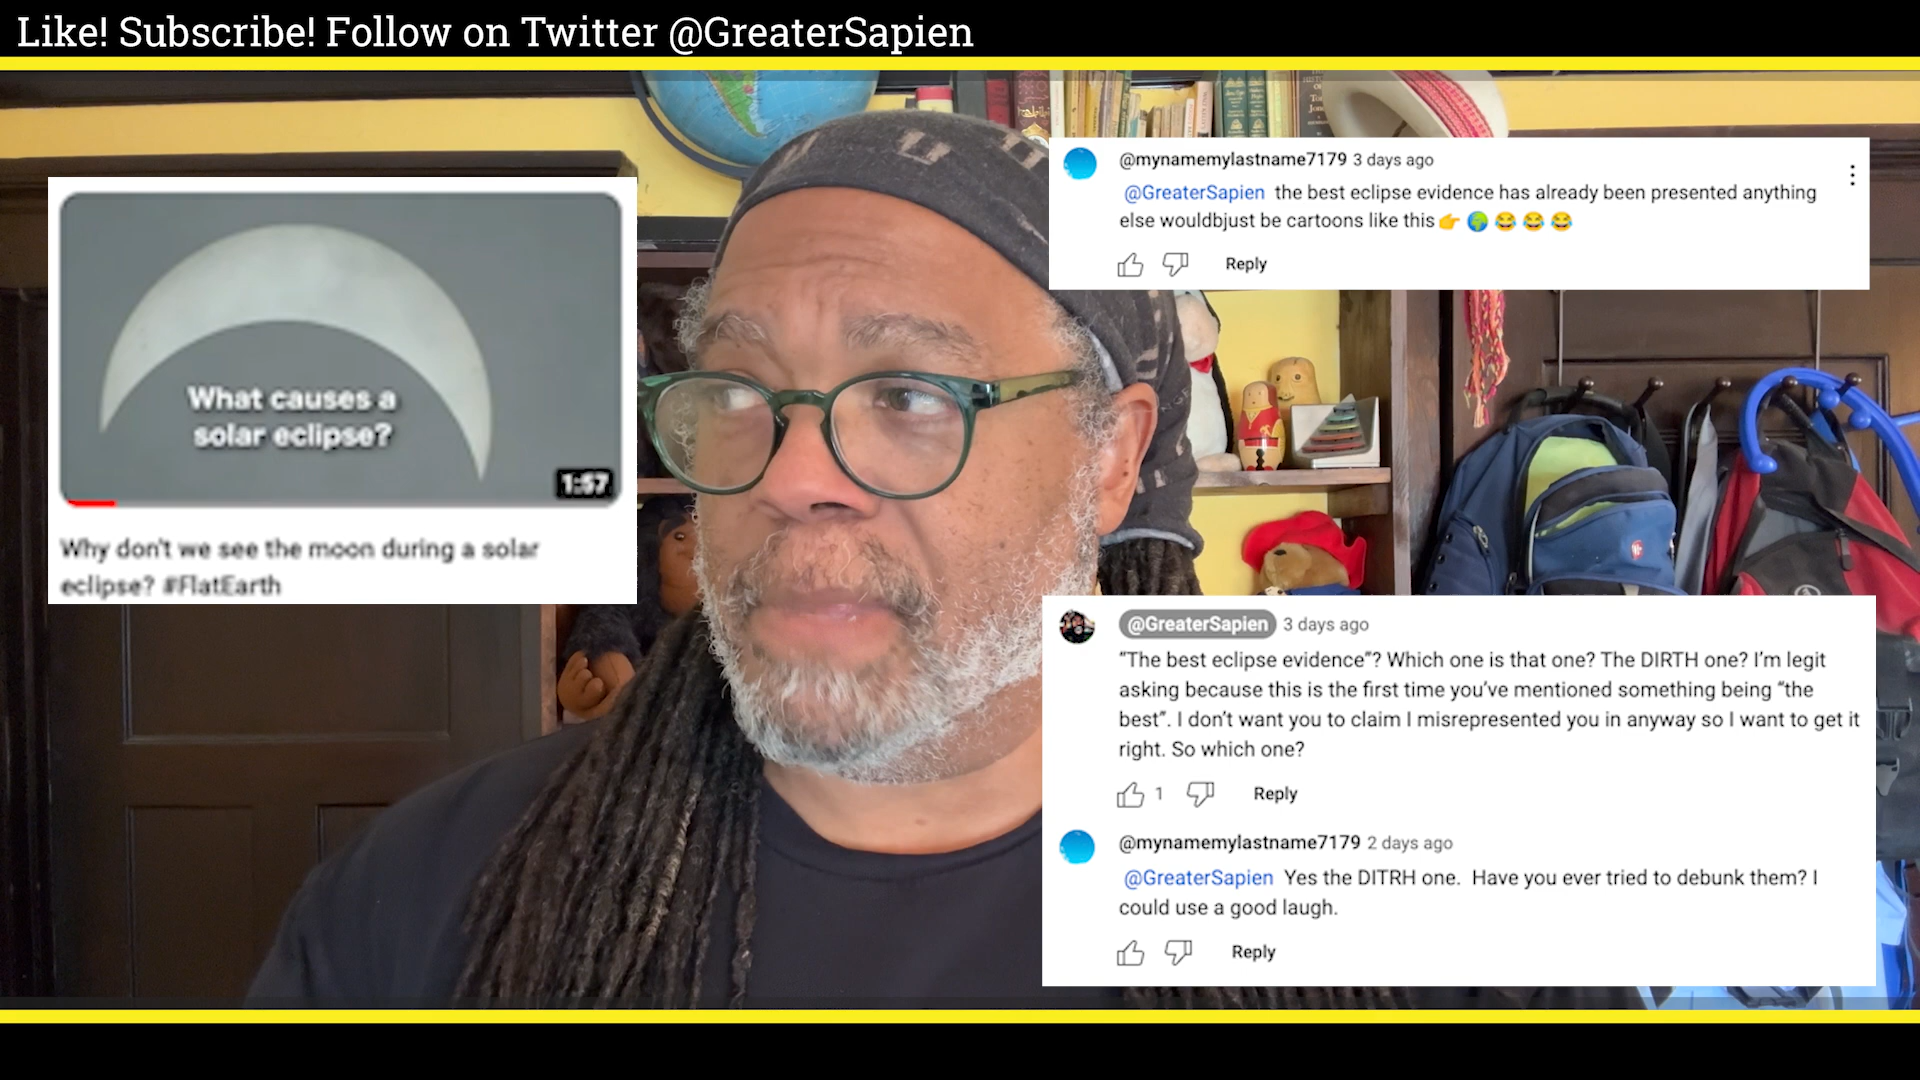 Like! Subscribe! Follow on Twitter @GreaterSapien
What causes a
solar eclipse?
1:57
Why don't we see the moon during a solar
eclipse? #FlatEarth
@mynamemylastname7179 3 days ago
@GreaterSapien the best eclipse evidence has already been presented anything
else wouldbjust be cartoons like this 👉 🌍 😂 😂 😂
Reply
@GreaterSapien 3 days ago
“The best eclipse evidence”? Which one is that one? The DIRTH one? I’m legit
asking because this is the first time you’ve mentioned something being “the
best”. I don’t want you to claim I misrepresented you in anyway so I want to get it
right. So which one?
1 Reply
@mynamemylastname7179 2 days ago
@GreaterSapien Yes the DITRH one. Have you ever tried to debunk them? I
could use a good laugh.
Reply